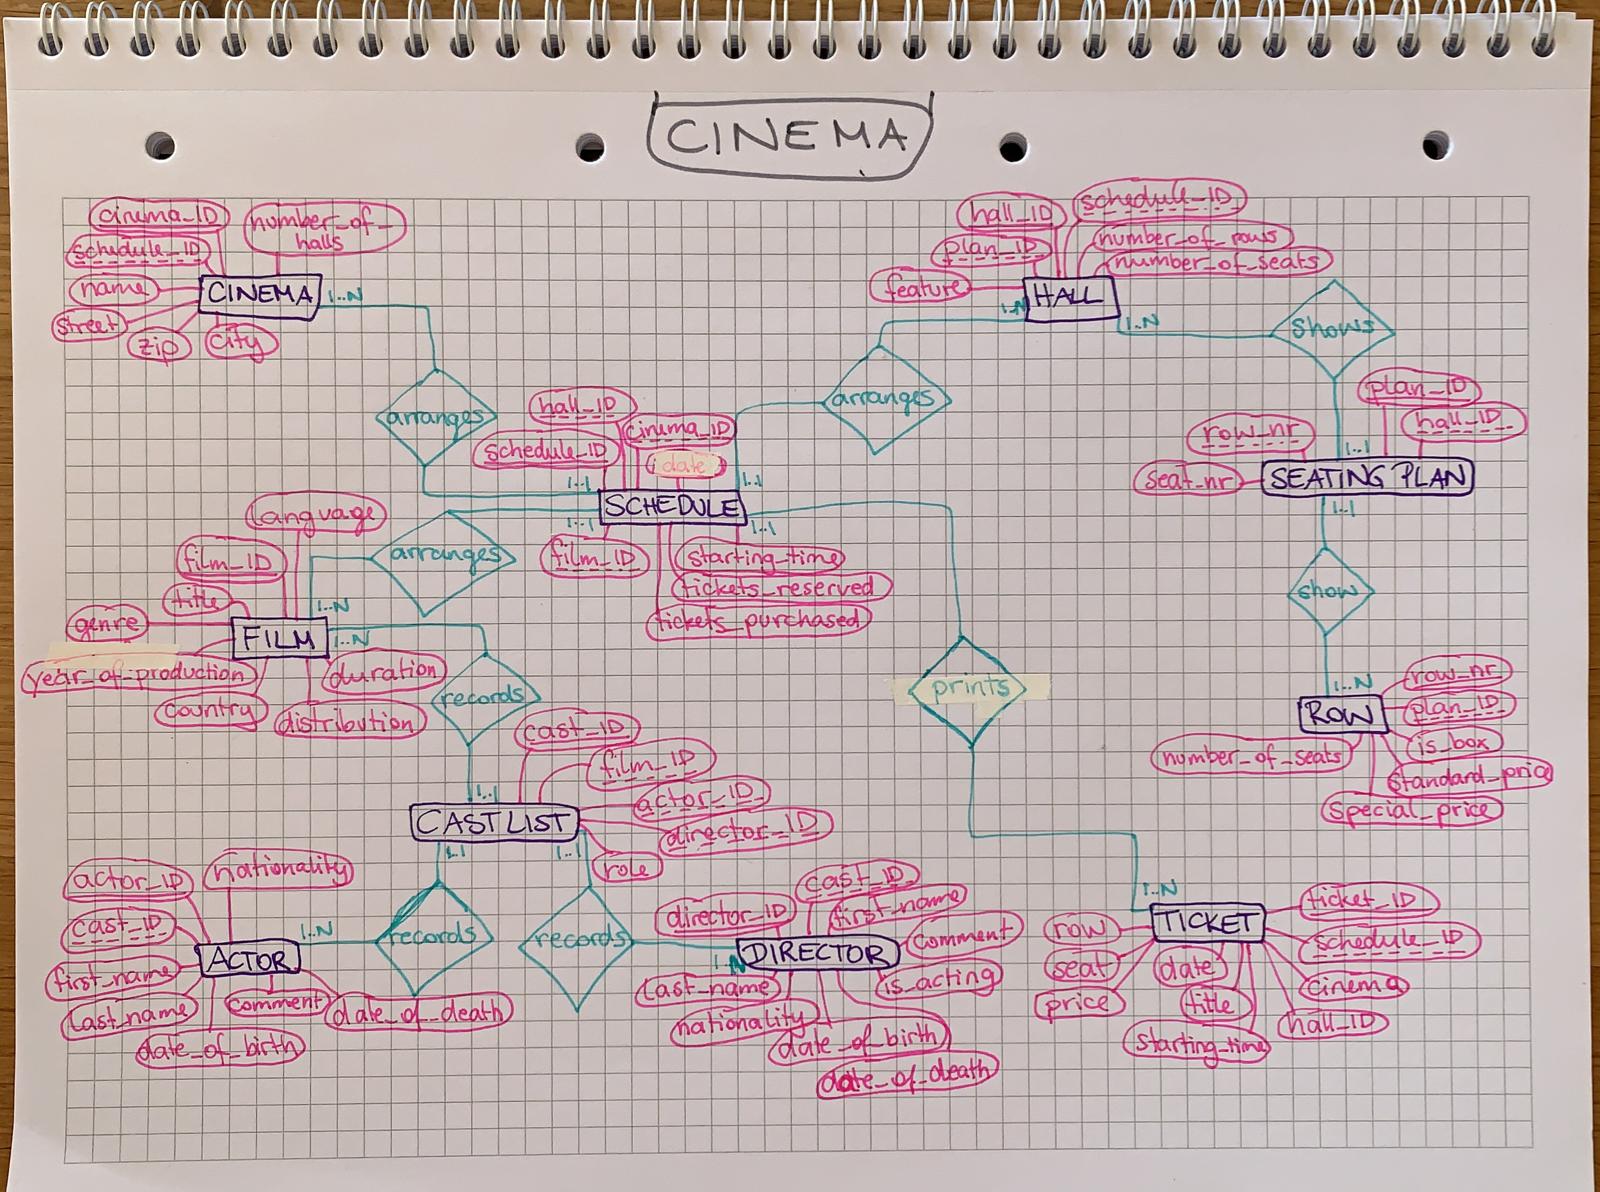 CINEMA
cinema_ID
number_of_
halls
schedule_ID
name
street
zip
city
CINEMA
1..N
arranges
hall_ID
schedule_ID
plan_ID
number_of_rows
number_of_seats
feature
HALL
1..N
1..N
shows
arranges
plan_ID
hall_ID
row_nr
seat_nr
1..1
SEATING PLAN
1..1
show
hall_ID
cinema_ID
schedule_ID
date
1..1
1..1
SCHEDULE
1..1
1..1
film_ID
starting_time
tickets_reserved
tickets_purchased
language
film_ID
title
genre
arranges
1..N
FILM
1..N
year_of_production
country
duration
distribution
records
prints
1..N
ROW
row_nr
plan_ID
is_box
standard_price
special_price
number_of_seats
cast_ID
film_ID
actor_ID
director_ID
role
1..1
CAST LIST
1..1
1..1
records
records
actor_ID
nationality
cast_ID
first_name
last_name
date_of_birth
comment
date_of_death
ACTOR
1..N
director_ID
cast_ID
first_name
comment
is_acting
DIRECTOR
1..N
last_name
nationality
date_of_birth
date_of_death
1..N
TICKET
row
seat
price
date
title
starting_time
ticket_ID
schedule_ID
cinema
hall_ID